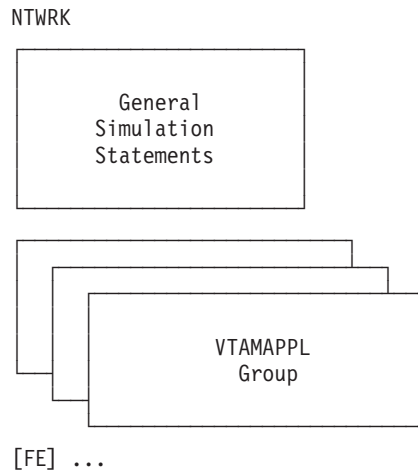 NTWRK
General
Simulation
Statements
VTAMAPPL
Group
[FE] ...